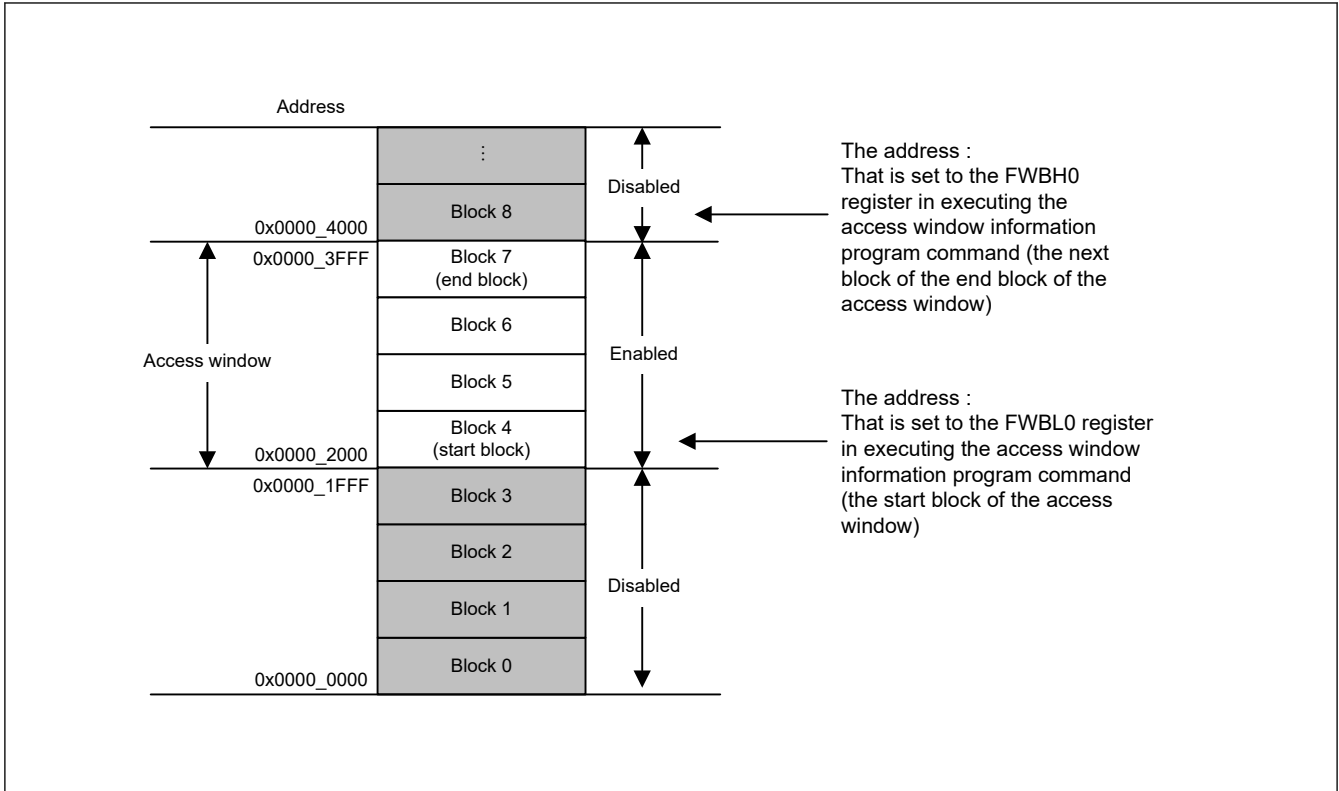 Address
⋮
Disabled
Block 8
0x0000_4000
0x0000_3FFF
Block 7
(end block)
Block 6
Access window
Enabled
Block 5
Block 4
(start block)
0x0000_2000
0x0000_1FFF
Block 3
Block 2
Disabled
Block 1
Block 0
0x0000_0000
The address :
That is set to the FWBH0
register in executing the
access window information
program command (the next
block of the end block of the
access window)
The address :
That is set to the FWBL0 register
in executing the access window
information program command
(the start block of the access
window)